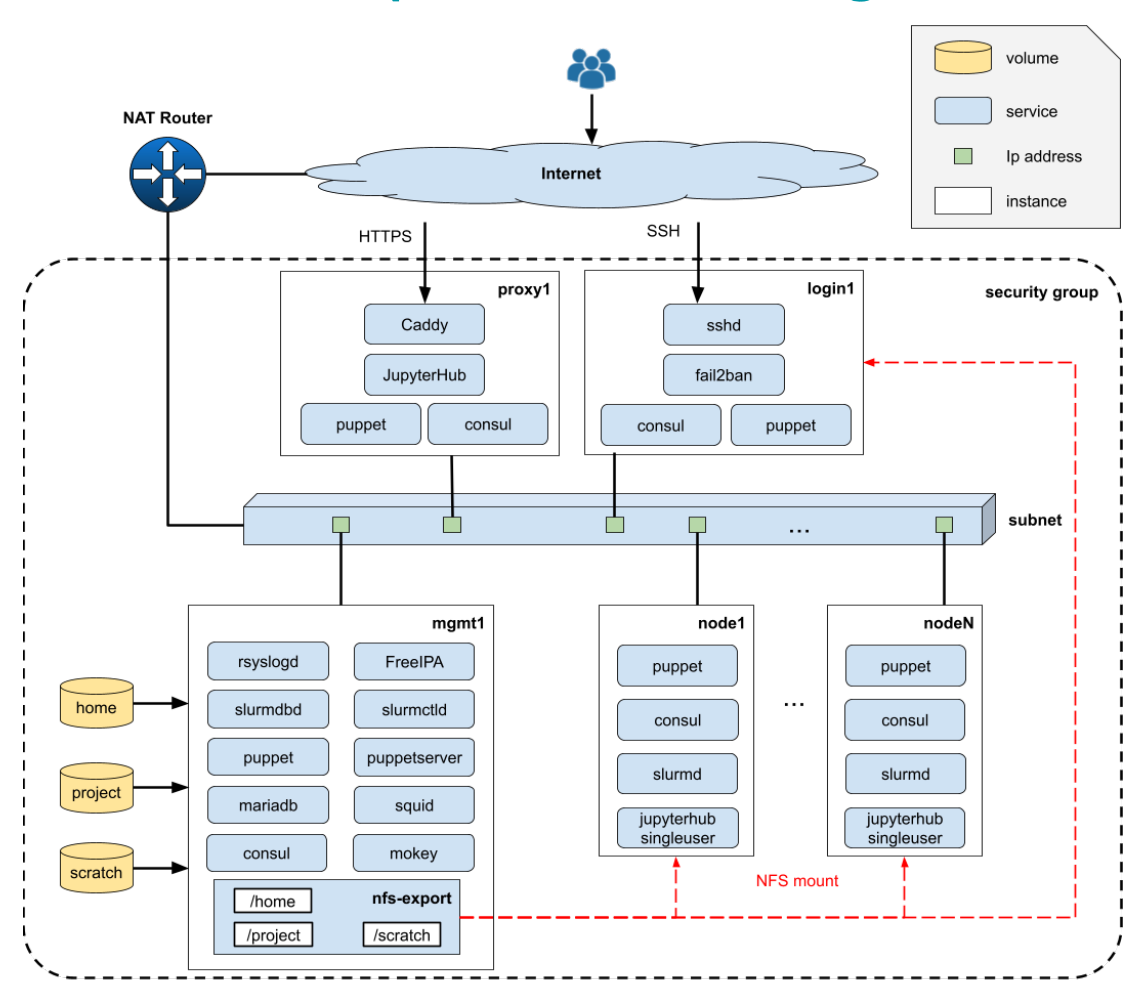 volume
service
Ip address
instance
NAT Router
Internet
HTTPS
SSH
security group
proxy1
Caddy
JupyterHub
puppet
consul
login1
sshd
fail2ban
consul
puppet
...
subnet
mgmt1
rsyslogd
FreeIPA
slurmdbd
slurmctld
puppet
puppetserver
mariadb
squid
consul
mokey
nfs-export
/home
/project
/scratch
home
project
scratch
node1
puppet
consul
slurmd
jupyterhub
singleuser
...
nodeN
puppet
consul
slurmd
jupyterhub
singleuser
NFS mount